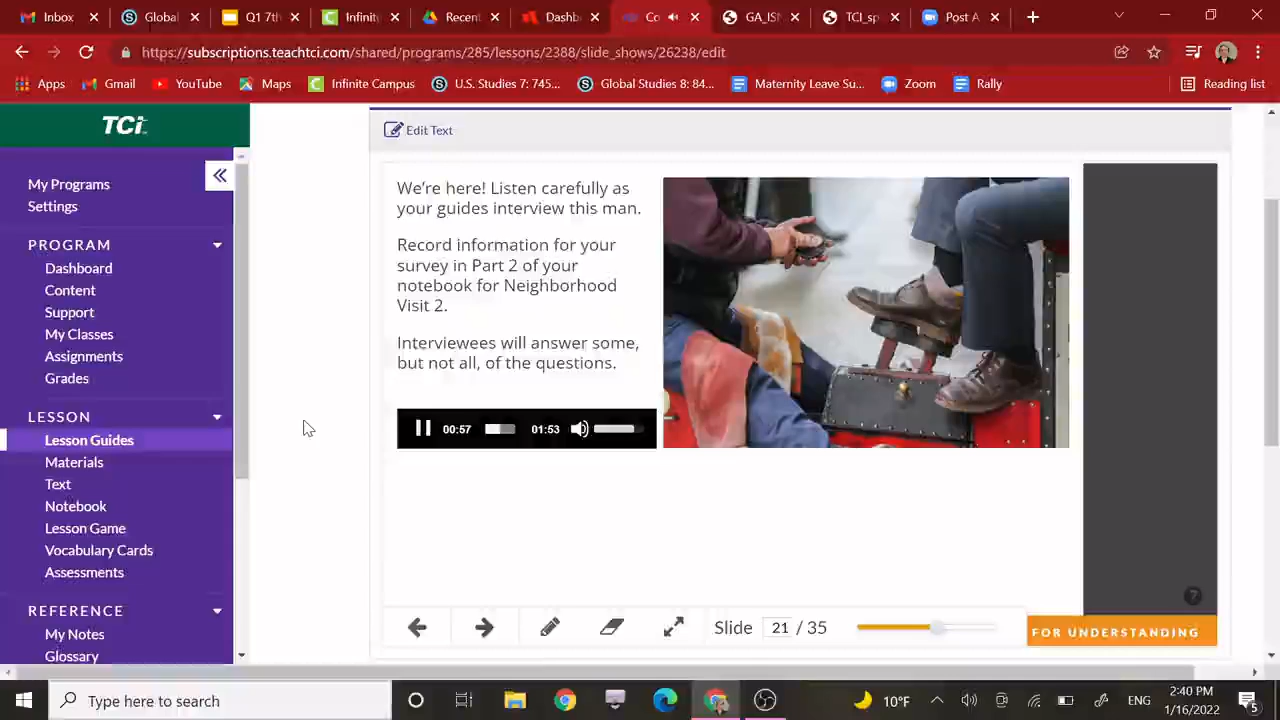 Inbox
Global
Q1 7th
Infinity
Recent
Dashb
Co
GA_ISN
TCI_sp
Post A
https://subscriptions.teachtci.com/shared/programs/285/lessons/2388/slide_shows/26238/edit
Apps
Gmail
YouTube
Maps
Infinite Campus
U.S. Studies 7: 745...
Global Studies 8: 84...
Maternity Leave Su...
Zoom
Rally
Reading list
TCi
My Programs
Settings
PROGRAM
Dashboard
Content
Support
My Classes
Assignments
Grades
LESSON
Lesson Guides
Materials
Text
Notebook
Lesson Game
Vocabulary Cards
Assessments
REFERENCE
My Notes
Glossary
Edit Text
We're here! Listen carefully as
your guides interview this man.
Record information for your
survey in Part 2 of your
notebook for Neighborhood
Visit 2.
Interviewees will answer some,
but not all, of the questions.
00:57
01:53
Slide 21 / 35
FOR UNDERSTANDING
Type here to search
10°F
ENG
2:40 PM
1/16/2022
5